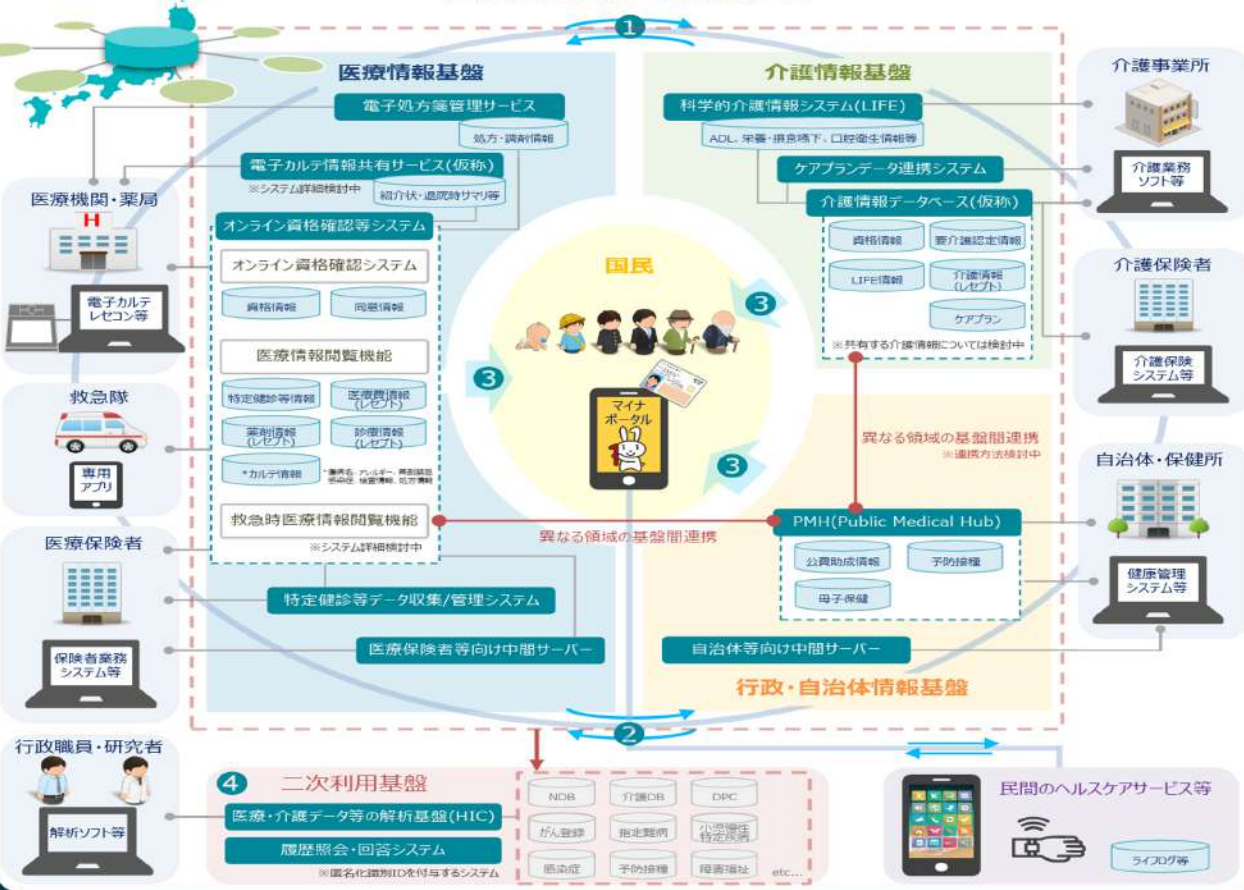 1
医療情報基盤
電子処方箋管理サービス
処方・調剤情報
電子カルテ情報共有サービス(仮称)
※システム詳細検討中
紹介状・退院時サマリ等
オンライン資格確認等システム
オンライン資格確認システム
資格情報
同意情報
医療情報閲覧機能
特定健診等情報
医療費情報
(レセプト)
薬剤情報
(レセプト)
診療情報
(レセプト)
*カルテ情報
*傷病名、アレルギー、薬剤禁忌
感染症、検査情報、処方情報
救急時医療情報閲覧機能
※システム詳細検討中
特定健診等データ収集/管理システム
医療保険者等向け中間サーバー
介護情報基盤
科学的介護情報システム(LIFE)
ADL、栄養・摂食嚥下、口腔衛生情報等
ケアプランデータ連携システム
介護情報データベース(仮称)
資格情報
要介護認定情報
LIFE情報
介護情報
(レセプト)
ケアプラン
※共有する介護情報については検討中
国民
マイナ
ポータル
3
3
3
異なる領域の基盤間連携
※連携方法検討中
異なる領域の基盤間連携
PMH(Public Medical Hub)
公費助成情報
予防接種
母子保健
自治体等向け中間サーバー
行政・自治体情報基盤
2
医療機関・薬局
H
電子カルテ
レセコン等
救急隊
専用
アプリ
医療保険者
保険者業務
システム等
行政職員・研究者
解析ソフト等
介護事業所
介護業務
ソフト等
介護保険者
介護保険
システム等
自治体・保健所
健康管理
システム等
4
二次利用基盤
医療・介護データ等の解析基盤(HIC)
履歴照会・回答システム
※匿名化識別IDを付与するシステム
NDB
介護DB
DPC
がん登録
指定難病
小児慢性
特定疾病
感染症
予防接種
障害福祉
etc...
民間のヘルスケアサービス等
ライフログ等